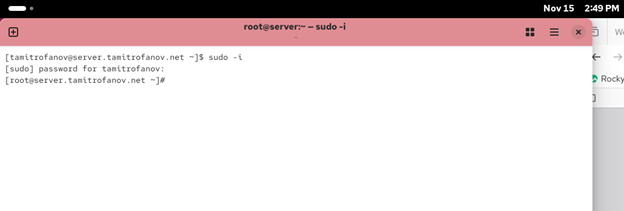 Nov 15 2:49 PM
root@server:~ — sudo -i
~
[tamitrofanov@server.tamitrofanov.net ~]$ sudo -i
[sudo] password for tamitrofanov:
[root@server.tamitrofanov.net ~]#
Rocky